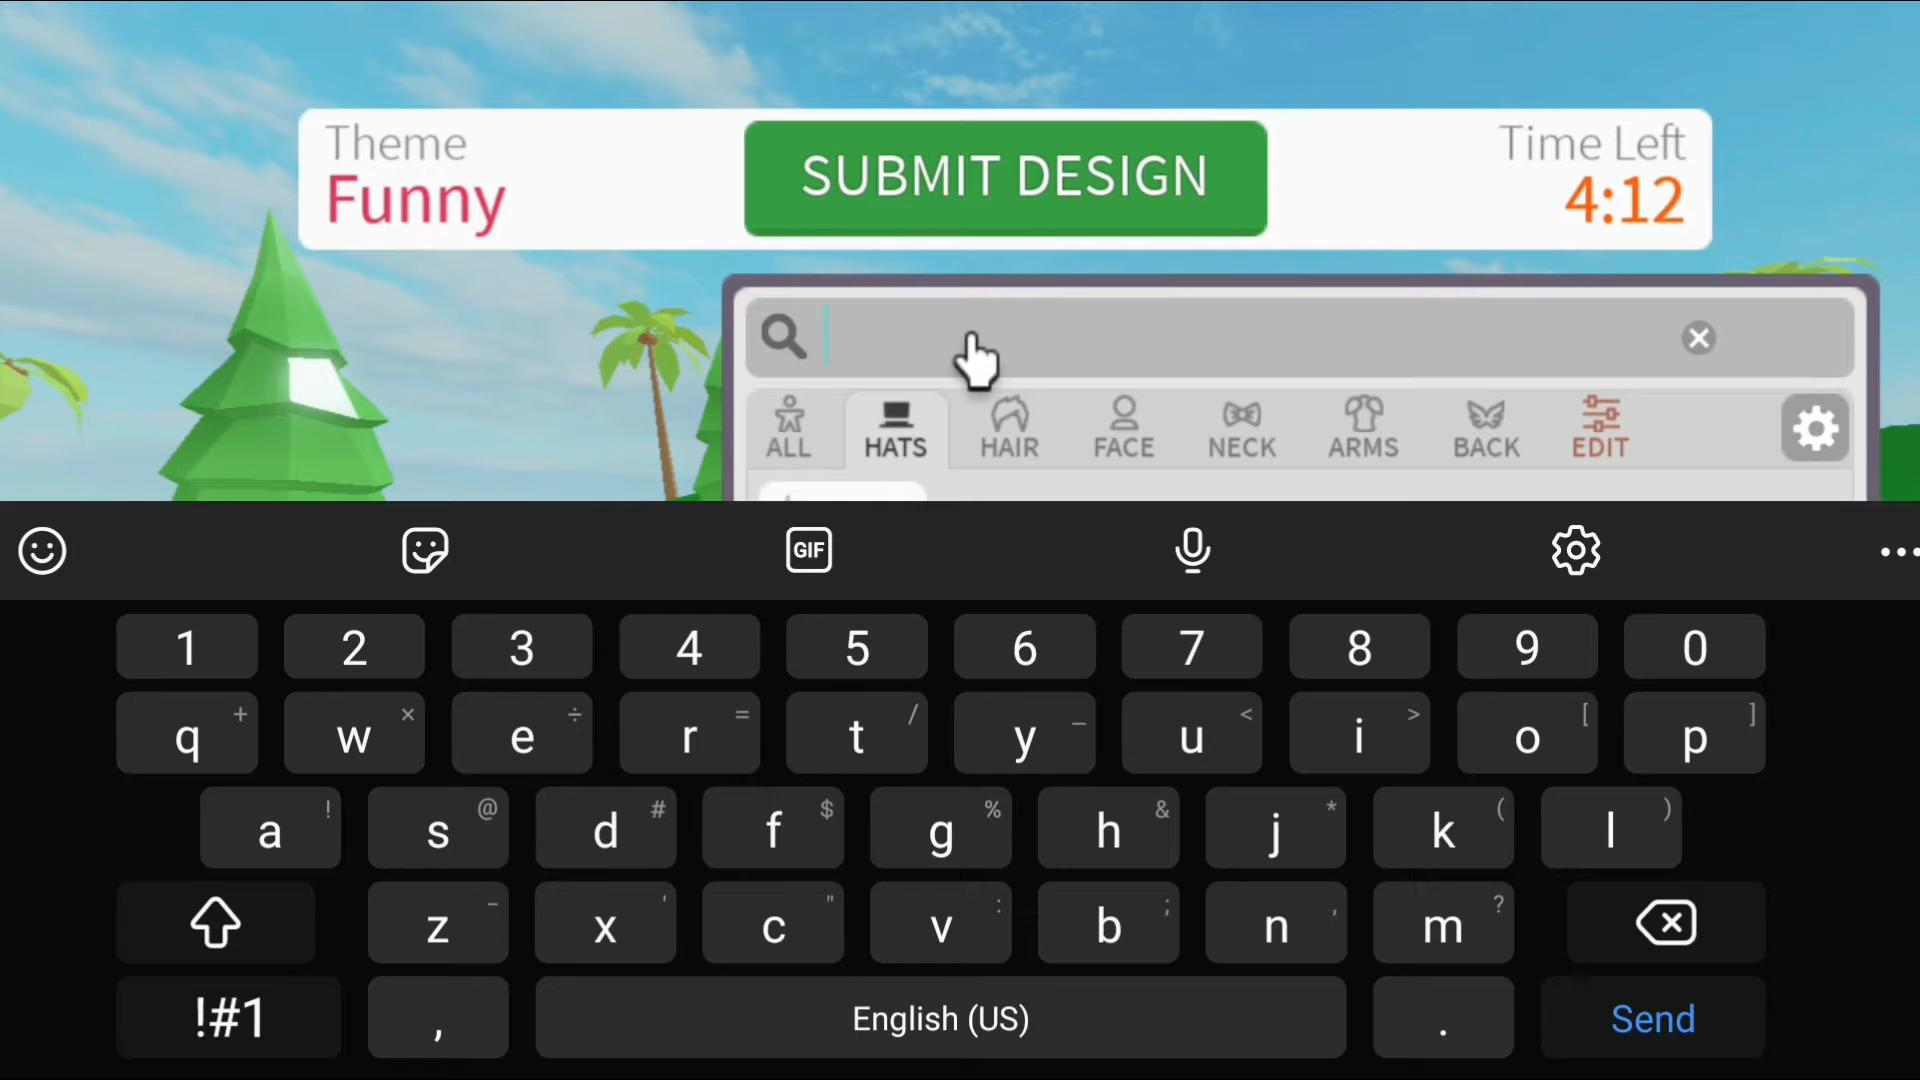 Theme
Funny
SUBMIT DESIGN
Time Left
4:12
ALL HATS HAIR FACE NECK ARMS BACK EDIT
GIF
1 2 3 4 5 6 7 8 9 0
+ × ÷ = / _ < > [ ]
q w e r t y u i o p
! @ # $ % & * ( )
a s d f g h j k l
- ' " : ; , ?
z x c v b n m
!#1 , English (US) . Send